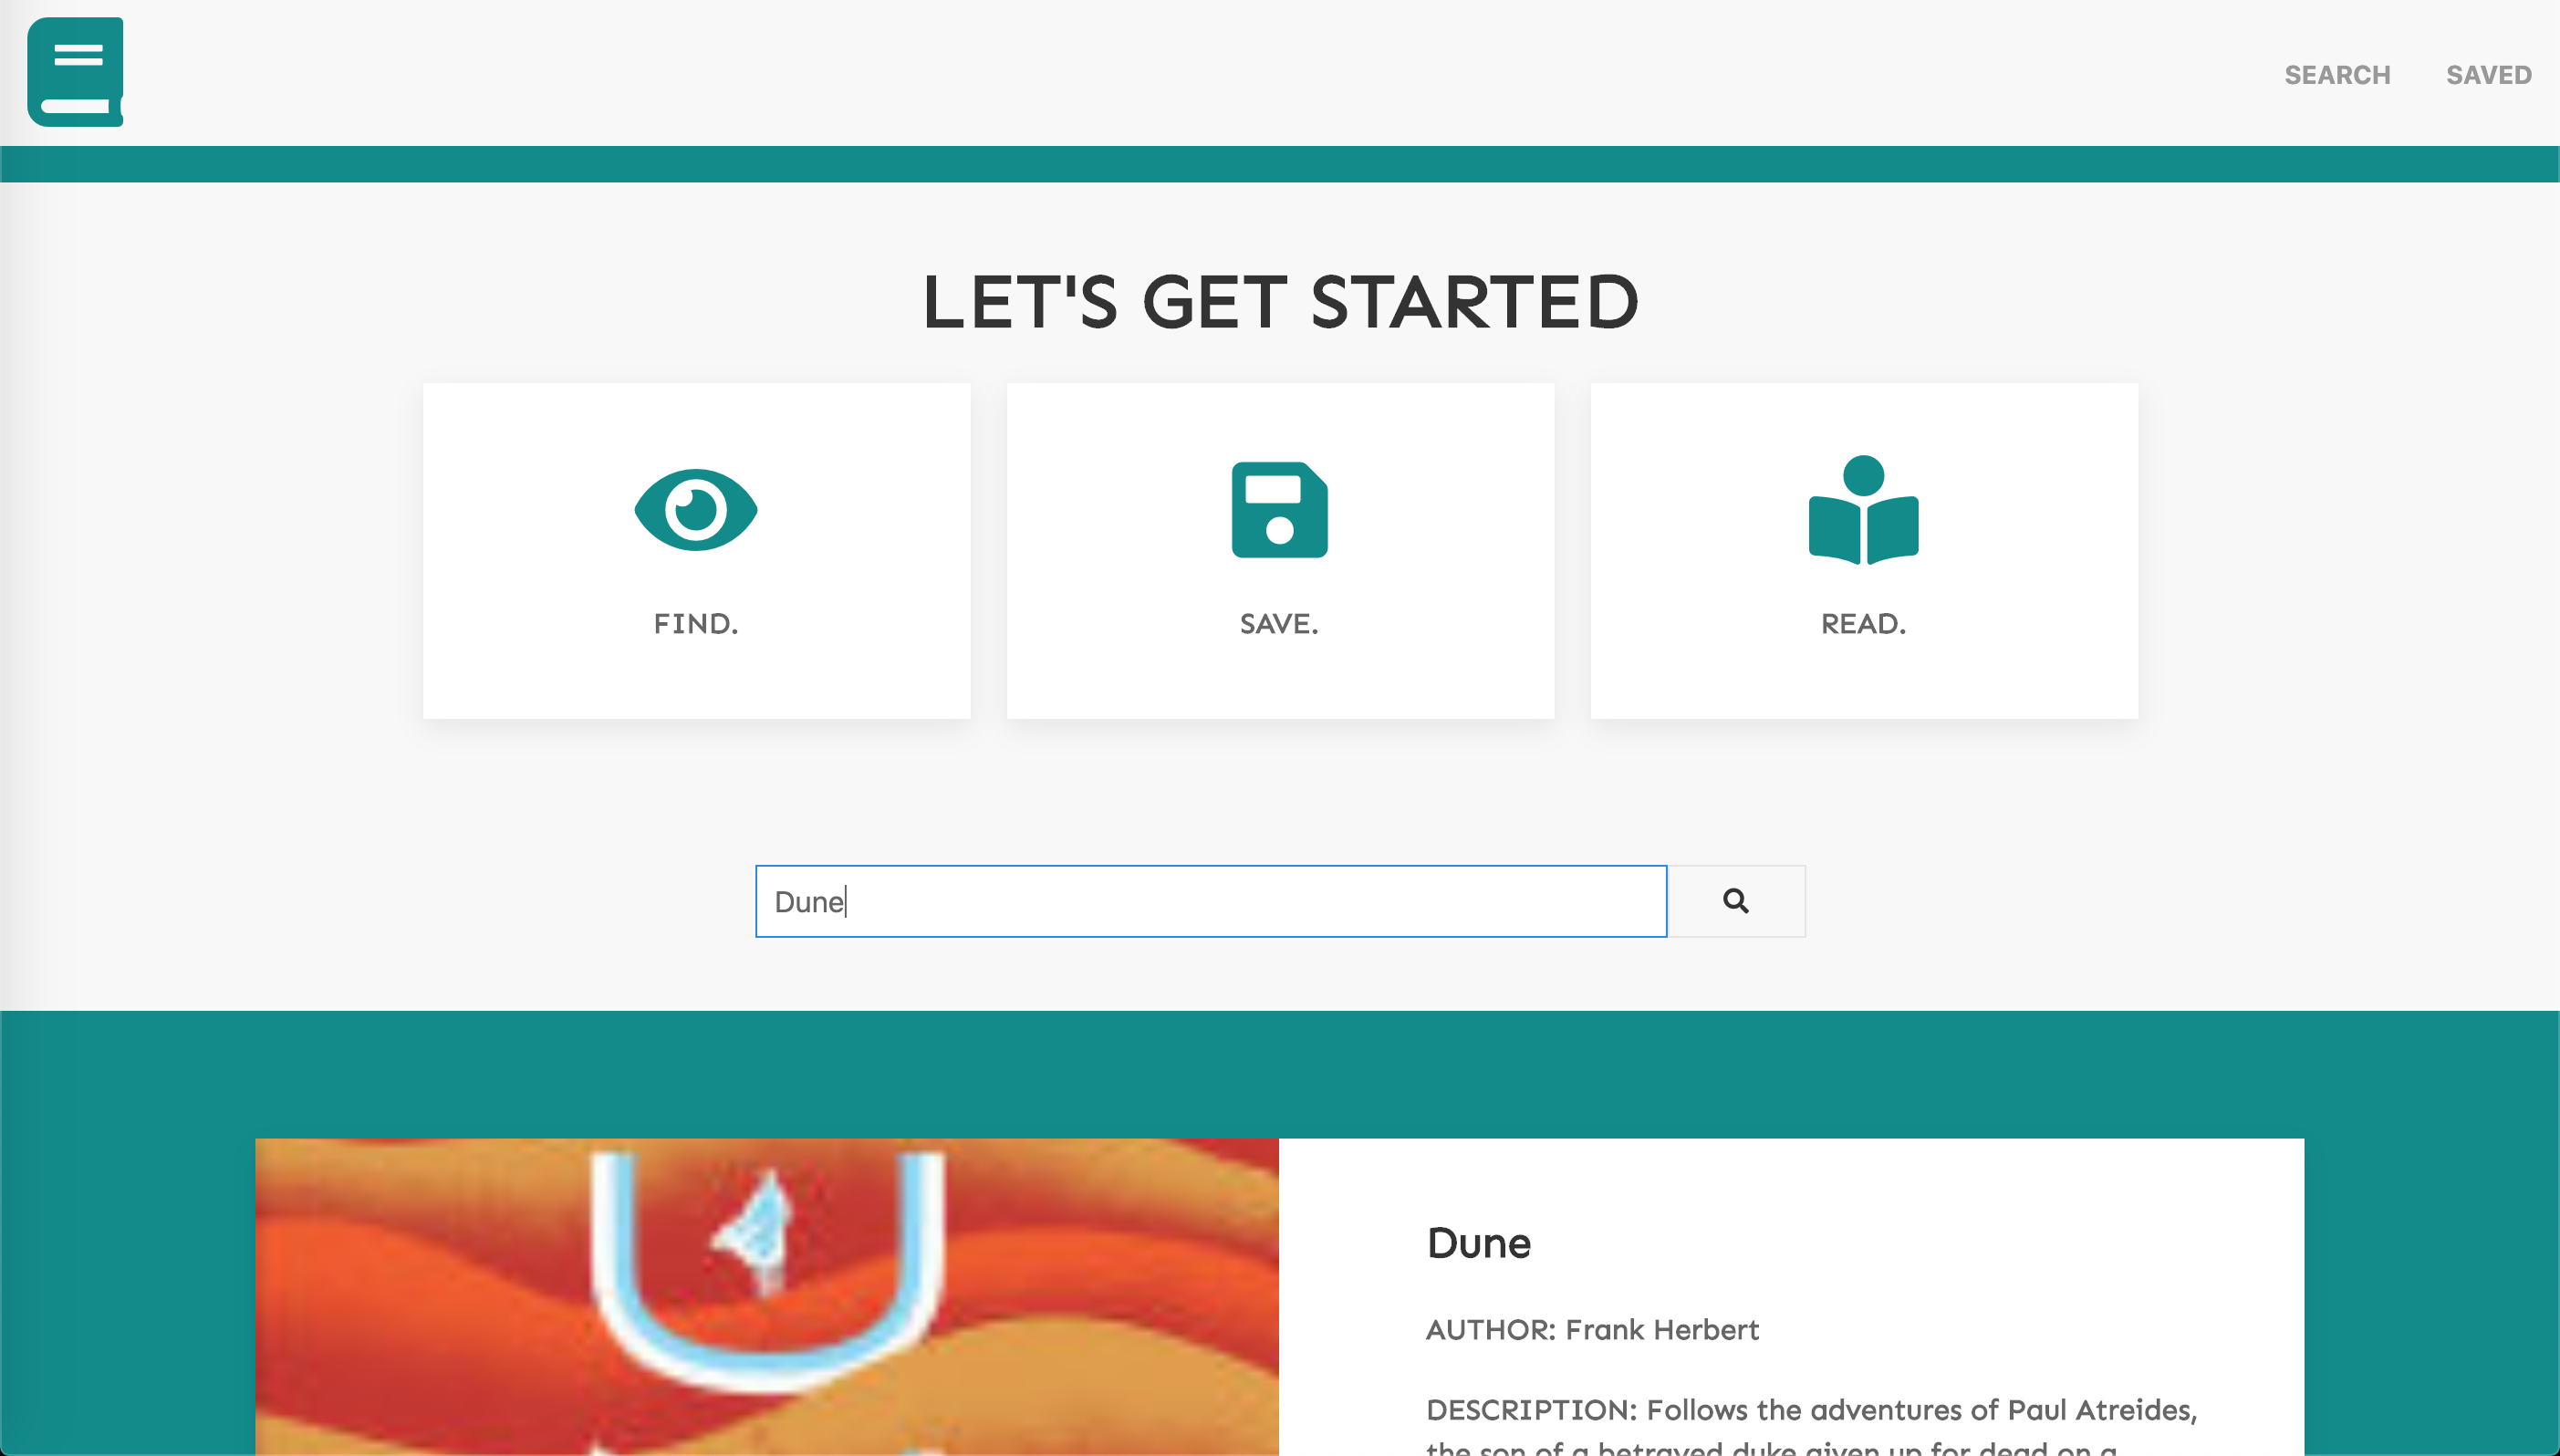 SEARCH SAVED
LET'S GET STARTED
FIND.
SAVE.
READ.
Dune
Dune
AUTHOR: Frank Herbert
DESCRIPTION: Follows the adventures of Paul Atreides,
the son of a betrayed duke given up for dead on a